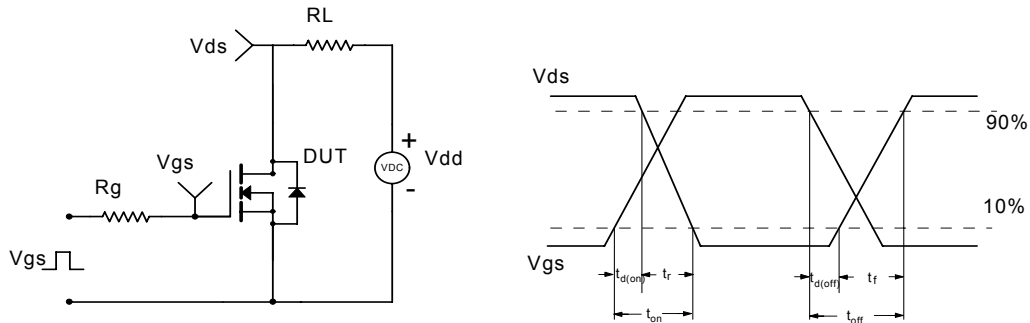 RL
Vds
Vgs
DUT
+
VDC
Vdd
-
Rg
Vgs
Vds
90%
10%
Vgs
td(on)
tr
td(off)
tf
ton
toff